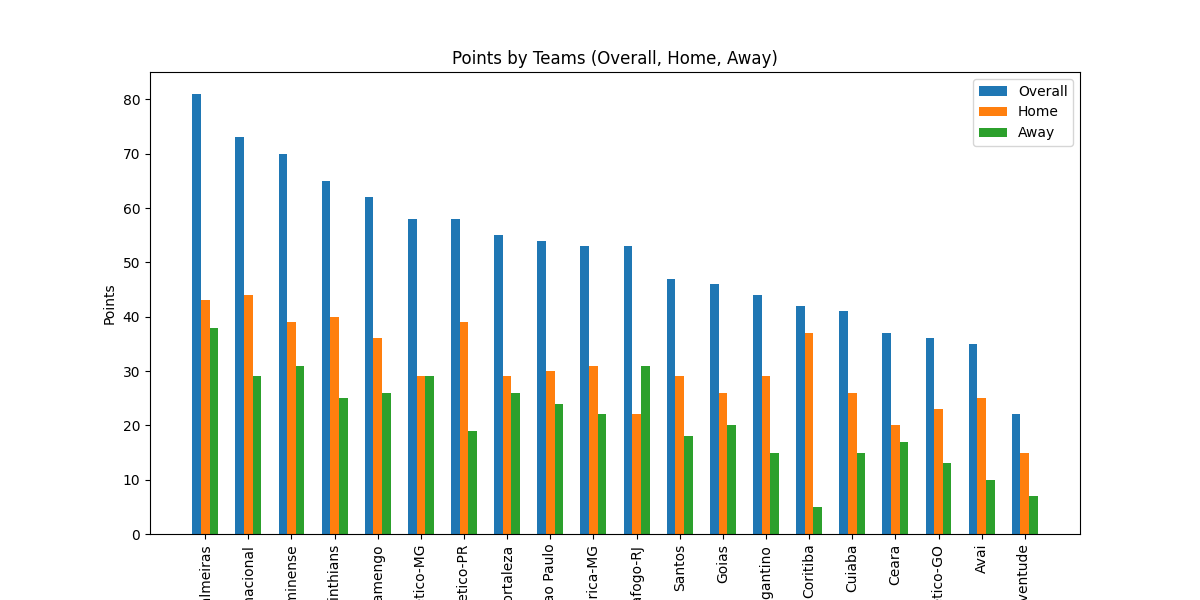 Points by Teams (Overall, Home, Away)
Overall
Home
Away
Points
80
70
60
50
40
30
20
10
0
almeiras
nacional
minense
inthians
amengo
tico-MG
etico-PR
ortaleza
ao Paulo
rica-MG
afogo-RJ
Santos
Goias
gantino
Coritiba
Cuiaba
Ceara
tico-GO
Avai
ventude